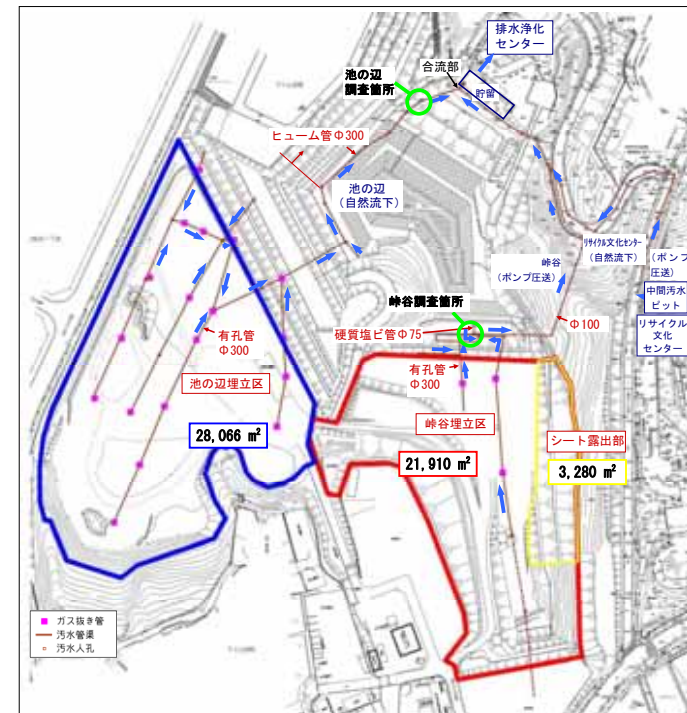 排水浄化
センター
合流部
貯留
池の辺
調査箇所
ヒューム管Φ300
池の辺
（自然流下）
峠谷
（ポンプ圧送）
ﾘｻｲｸﾙ文化ｾﾝﾀｰ
（自然流下）
（ポンプ
圧送）
中間汚水
ピット
リサイクル
文化
センター
峠谷調査箇所
硬質塩ビ管Φ75
Φ100
有孔管
Φ300
有孔管
Φ300
池の辺埋立区
28,066 ㎡
峠谷埋立区
21,910 ㎡
シート露出部
3,280 ㎡
ガス抜き管
汚水管渠
汚水人孔